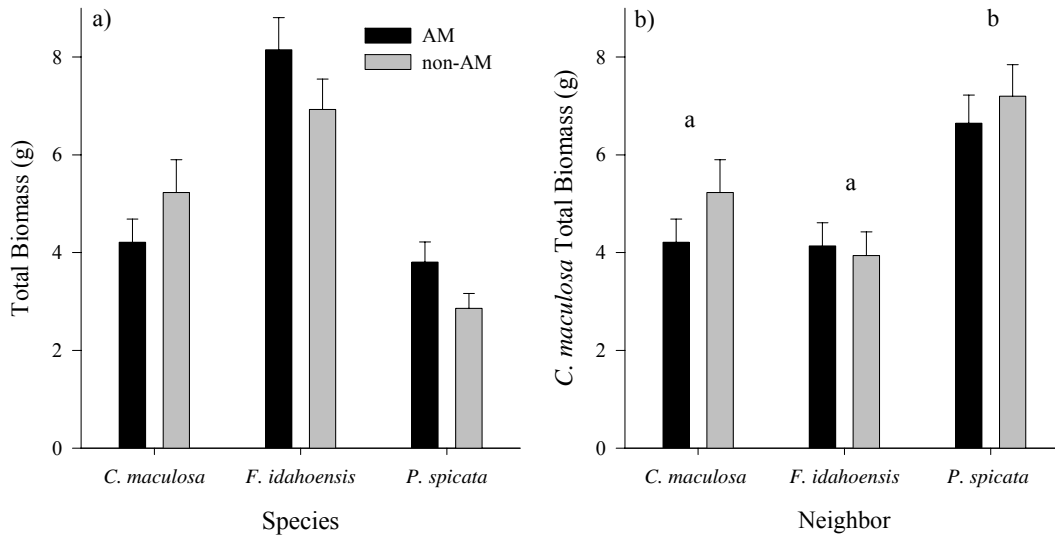 a)
AM
non-AM
Total Biomass (g)
8
6
4
2
0
C. maculosa F. idahoensis P. spicata
Species
b)
b
a
a
C. maculosa Total Biomass (g)
8
6
4
2
0
C. maculosa F. idahoensis P. spicata
Neighbor